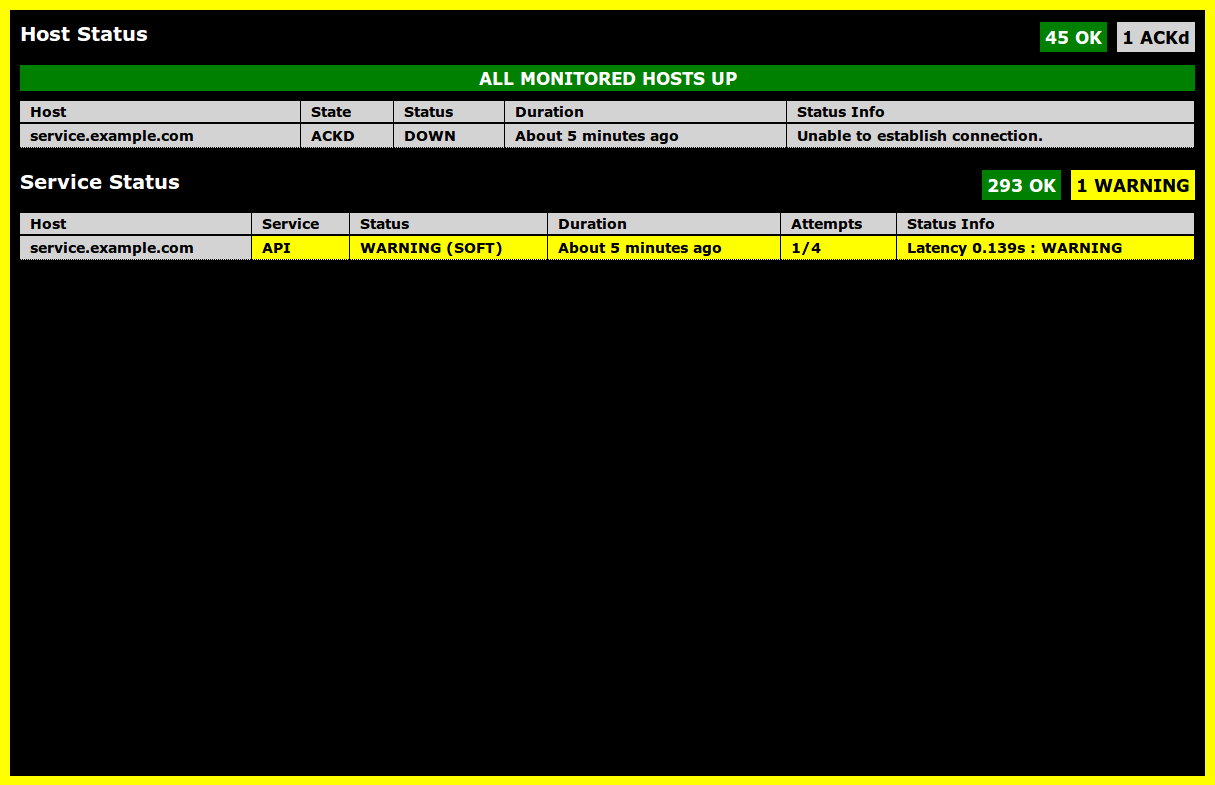 Host Status 45 OK 1 ACKd
ALL MONITORED HOSTS UP
Host State Status Duration Status Info
service.example.com ACKD DOWN About 5 minutes ago Unable to establish connection.
Service Status 293 OK 1 WARNING
Host Service Status Duration Attempts Status Info
service.example.com API WARNING (SOFT) About 5 minutes ago 1/4 Latency 0.139s : WARNING